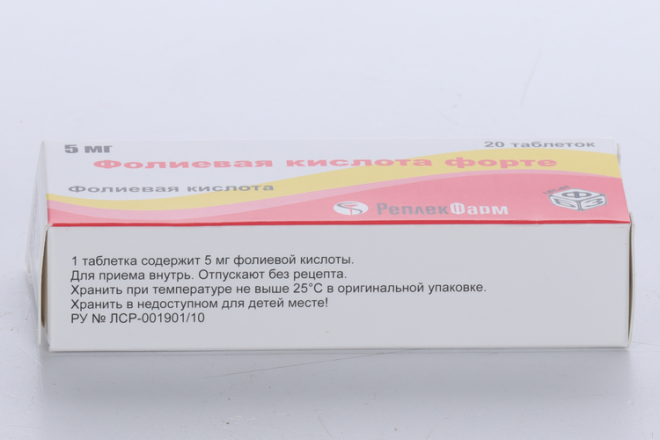 5 мг
20 таблеток
Фолиевая кислота форте
Фолиевая кислота
РеплекФарм
ФБЗ
1 таблетка содержит 5 мг фолиевой кислоты.
Для приема внутрь. Отпускают без рецепта.
Хранить при температуре не выше 25°C в оригинальной упаковке.
Хранить в недоступном для детей месте!
РУ № ЛСР-001901/10